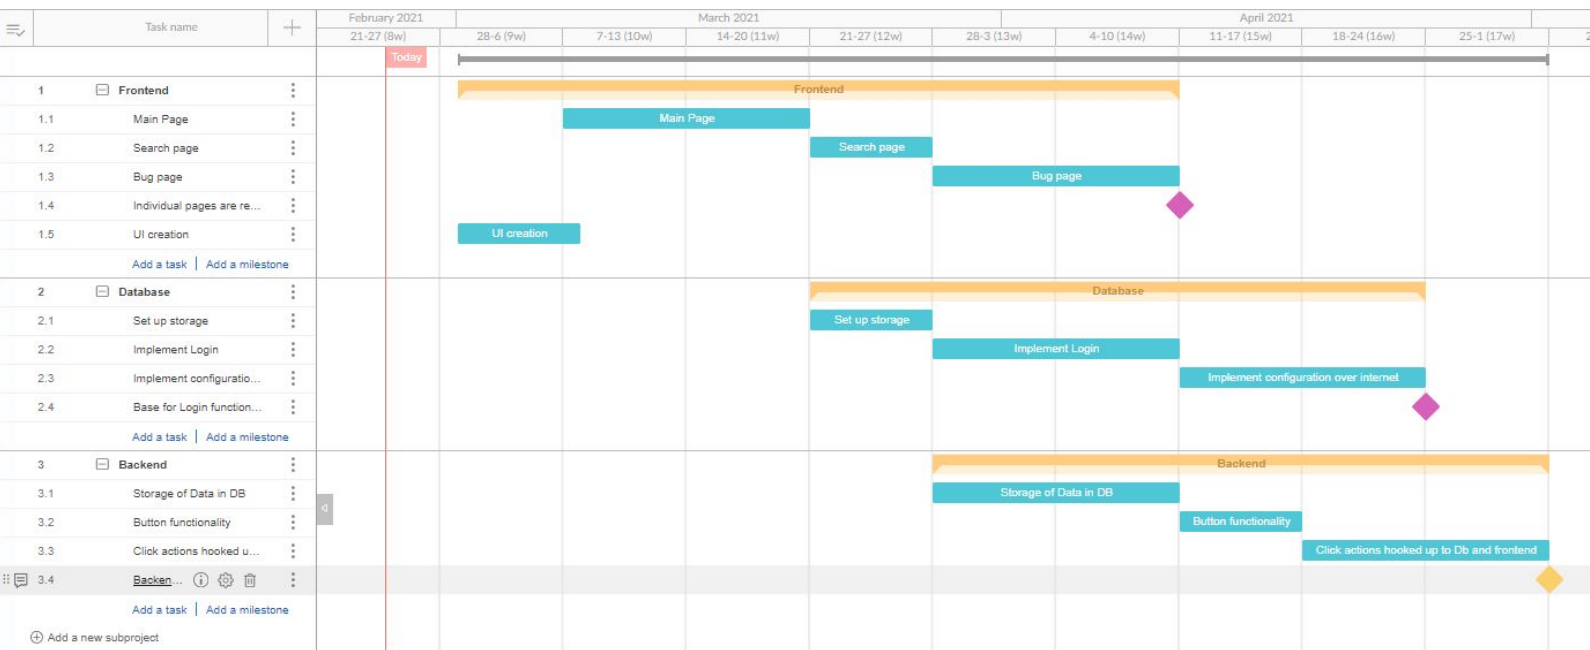 February 2021 March 2021 April 2021
Task name
21-27 (8w) 28-6 (9w) 7-13 (10w) 14-20 (11w) 21-27 (12w) 28-3 (13w) 4-10 (14w) 11-17 (15w) 18-24 (16w) 25-1 (17w) 2
Today
1 Frontend Frontend
1.1 Main Page Main Page
1.2 Search page Search page
1.3 Bug page Bug page
1.4 Individual pages are re...
1.5 UI creation UI creation
Add a task | Add a milestone
2 Database Database
2.1 Set up storage Set up storage
2.2 Implement Login Implement Login
2.3 Implement configuratio... Implement configuration over internet
2.4 Base for Login function...
Add a task | Add a milestone
3 Backend Backend
3.1 Storage of Data in DB Storage of Data in DB
3.2 Button functionality Button functionality
3.3 Click actions hooked u... Click actions hooked up to Db and frontend
3.4 Backen...
Add a task | Add a milestone
Add a new subproject